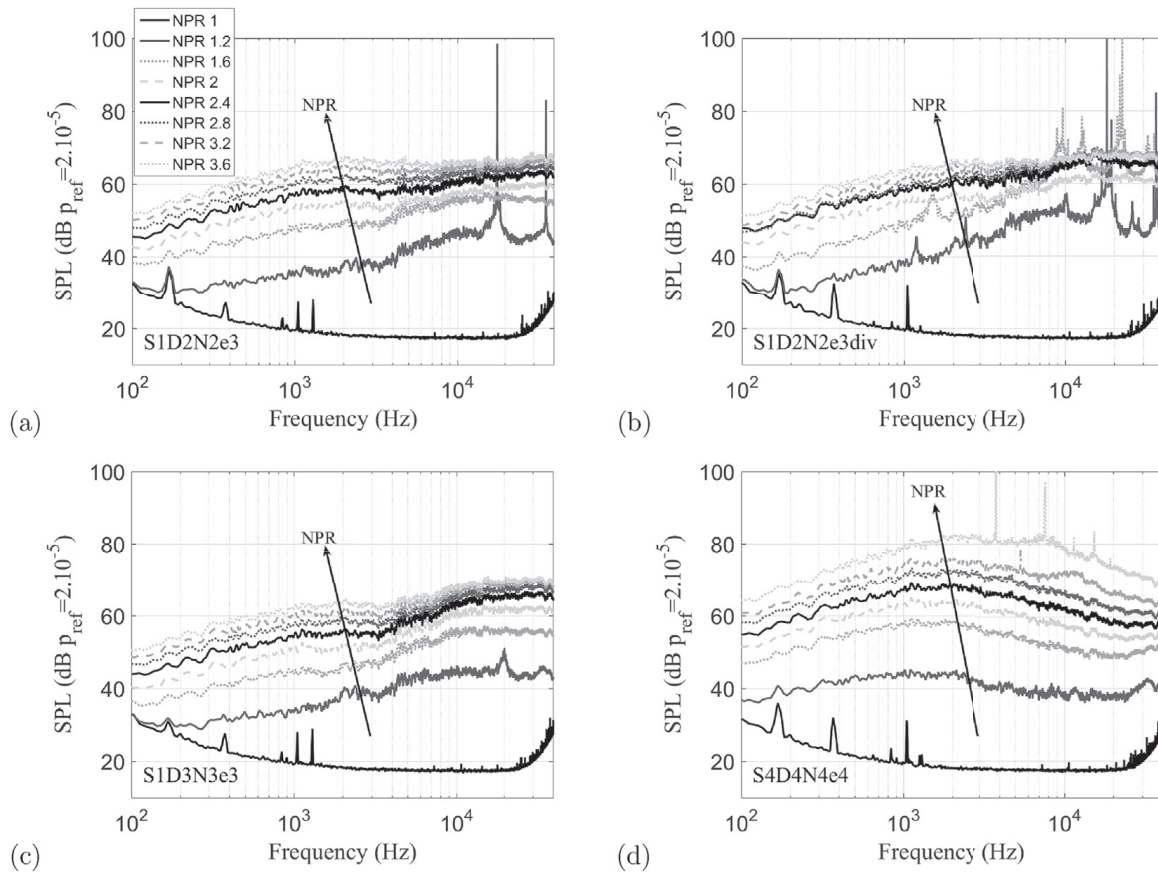 NPR 1
NPR 1.2
NPR 1.6
NPR 2
NPR 2.4
NPR 2.8
NPR 3.2
NPR 3.6
100
80
60
40
20
SPL (dB p_ref=2.10^-5)
NPR
S1D2N2e3
10^2
10^3
10^4
Frequency (Hz)
(a)
100
80
60
40
20
SPL (dB p_ref=2.10^-5)
NPR
S1D2N2e3div
10^2
10^3
10^4
Frequency (Hz)
(b)
100
80
60
40
20
SPL (dB p_ref=2.10^-5)
NPR
S1D3N3e3
10^2
10^3
10^4
Frequency (Hz)
(c)
100
80
60
40
20
SPL (dB p_ref=2.10^-5)
NPR
S4D4N4e4
10^2
10^3
10^4
Frequency (Hz)
(d)